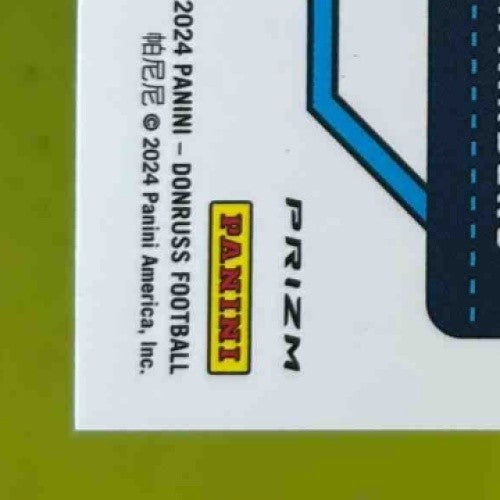 PRIZM
PANINI
2024 PANINI – DONRUSS FOOTBALL
帕尼尼 © 2024 Panini America, Inc.